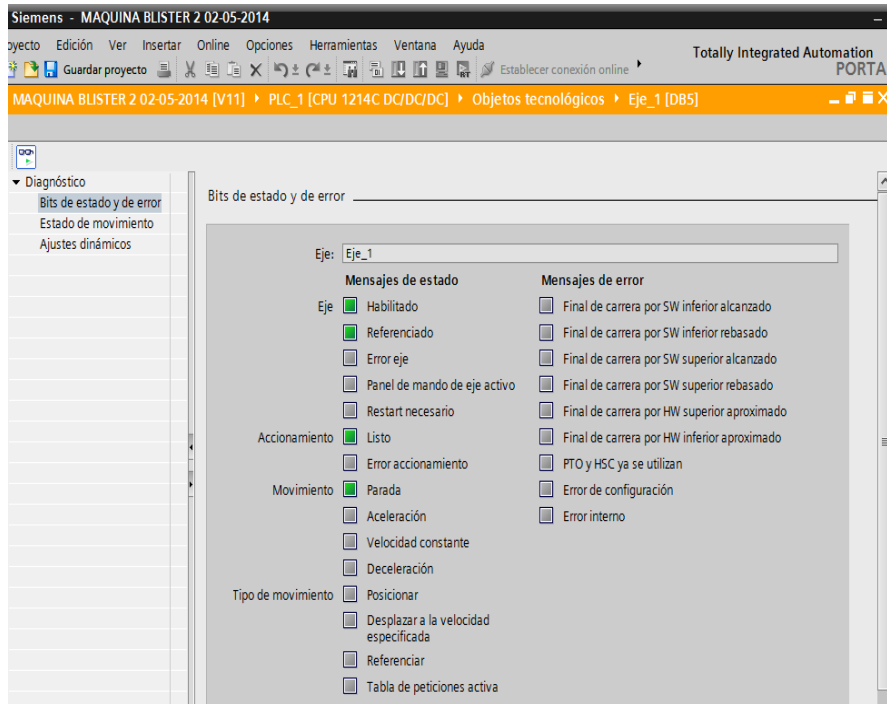 Siemens - MAQUINA BLISTER 2 02-05-2014
oyecto Edición Ver Insertar Online Opciones Herramientas Ventana Ayuda
Guardar proyecto Establecer conexión online
Totally Integrated Automation
PORTA
MAQUINA BLISTER 2 02-05-2014 [V11] PLC_1 [CPU 1214C DC/DC/DC] Objetos tecnológicos Eje_1 [DB5]
Diagnóstico
Bits de estado y de error
Estado de movimiento
Ajustes dinámicos
Bits de estado y de error
Eje: Eje_1
Mensajes de estado Mensajes de error
Eje Habilitado Final de carrera por SW inferior alcanzado
Referenciado Final de carrera por SW inferior rebasado
Error eje Final de carrera por SW superior alcanzado
Panel de mando de eje activo Final de carrera por SW superior rebasado
Restart necesario Final de carrera por HW superior aproximado
Accionamiento Listo Final de carrera por HW inferior aproximado
Error accionamiento PTO y HSC ya se utilizan
Movimiento Parada Error de configuración
Aceleración Error interno
Velocidad constante
Deceleración
Tipo de movimiento Posicionar
Desplazar a la velocidad
especificada
Referenciar
Tabla de peticiones activa